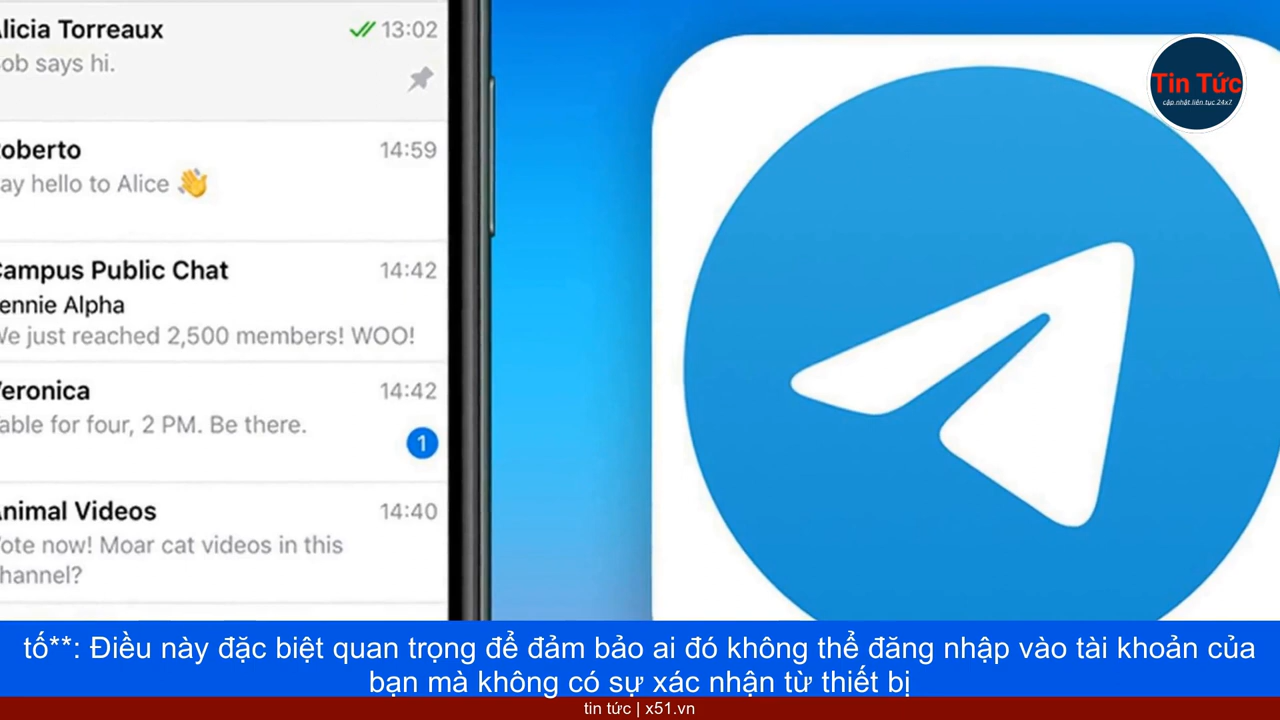 licia Torreaux
13:02
ob says hi.
oberto
14:59
ay hello to Alice 👋
Campus Public Chat
14:42
ennie Alpha
We just reached 2,500 members! WOO!
Veronica
14:42
able for four, 2 PM. Be there.
1
Animal Videos
14:40
ote now! Moar cat videos in this
hannel?
Tin Tức
cập nhật liên tục 24x7
tố**: Điều này đặc biệt quan trọng để đảm bảo ai đó không thể đăng nhập vào tài khoản của
bạn mà không có sự xác nhận từ thiết bị
tin tức | x51.vn